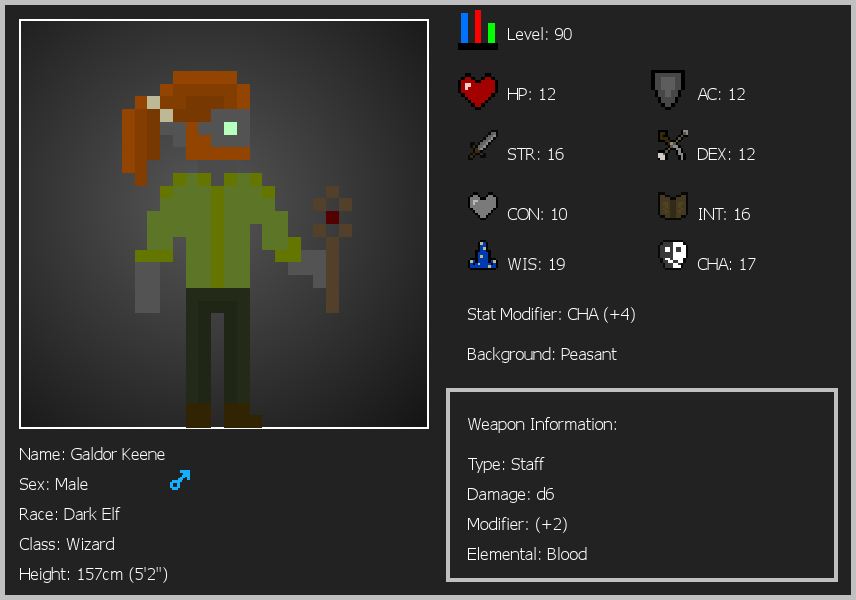 Level: 90
HP: 12
AC: 12
STR: 16
DEX: 12
CON: 10
INT: 16
WIS: 19
CHA: 17
Stat Modifier: CHA (+4)
Background: Peasant
Weapon Information:
Type: Staff
Damage: d6
Modifier: (+2)
Elemental: Blood
Name: Galdor Keene
Sex: Male
Race: Dark Elf
Class: Wizard
Height: 157cm (5'2")